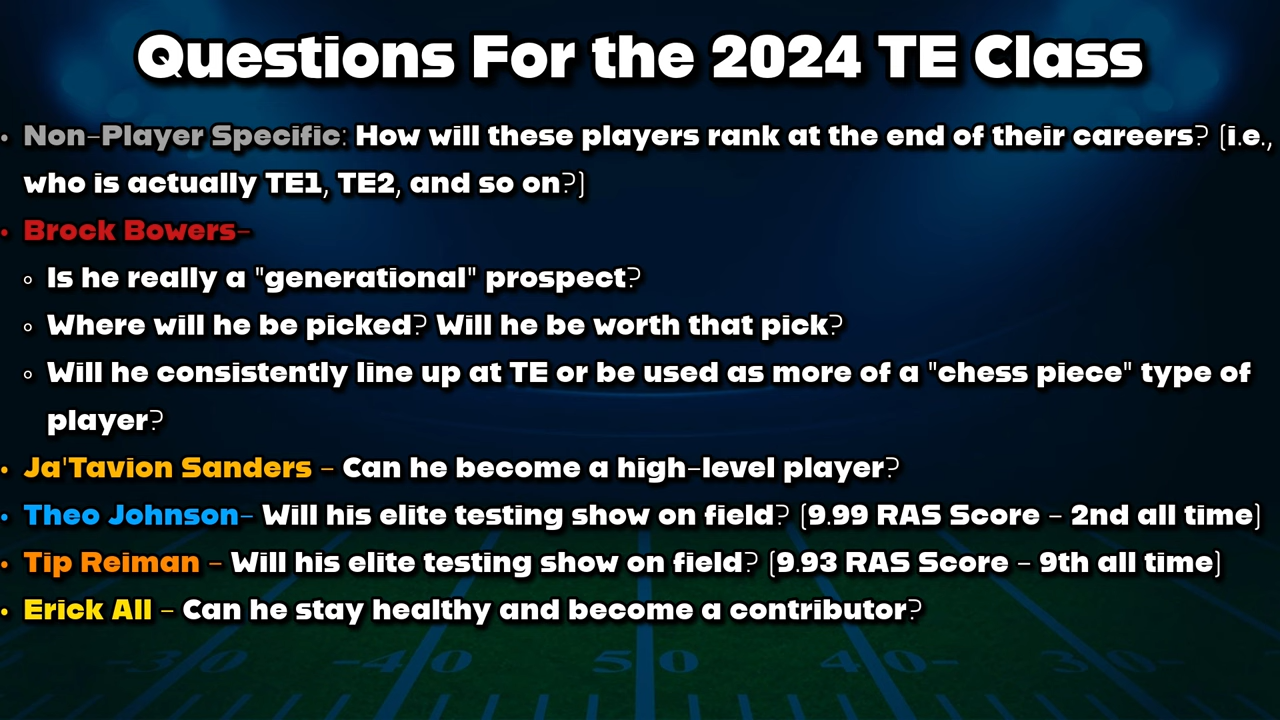 Questions For the 2024 TE Class
• Non-Player Specific: How will these players rank at the end of their careers? (i.e.,
who is actually TE1, TE2, and so on?)
• Brock Bowers-
◦ Is he really a "generational" prospect?
◦ Where will he be picked? Will he be worth that pick?
◦ Will he consistently line up at TE or be used as more of a "chess piece" type of
player?
• Ja'Tavion Sanders - Can he become a high-level player?
• Theo Johnson- Will his elite testing show on field? (9.99 RAS Score - 2nd all time)
• Tip Reiman - Will his elite testing show on field? (9.93 RAS Score - 9th all time)
• Erick All - Can he stay healthy and become a contributor?
-30 -40 50 40- 30-